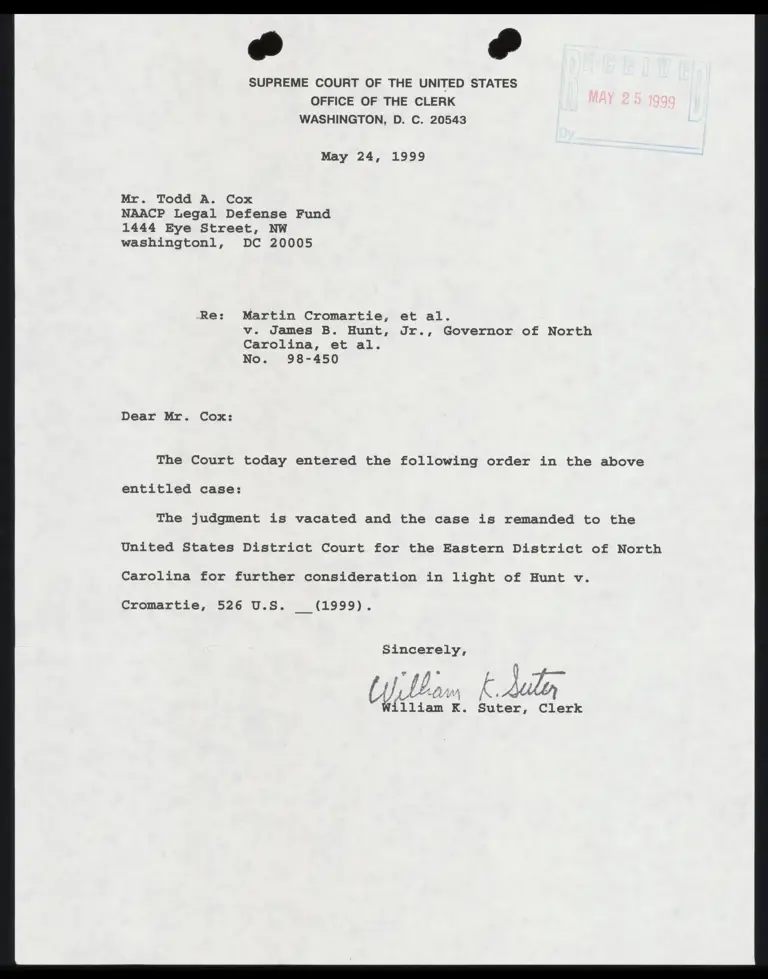 SUPREME COURT OF THE UNITED STATES
OFFICE OF THE CLERK
WASHINGTON, D. C. 20543
RECEIVED
MAY 25 1999
By
May 24, 1999
Mr. Todd A. Cox
NAACP Legal Defense Fund
1444 Eye Street, NW
washingtonl, DC 20005
Re: Martin Cromartie, et al.
v. James B. Hunt, Jr., Governor of North
Carolina, et al.
No. 98-450
Dear Mr. Cox:
The Court today entered the following order in the above
entitled case:
The judgment is vacated and the case is remanded to the
United States District Court for the Eastern District of North
Carolina for further consideration in light of Hunt v.
Cromartie, 526 U.S. __(1999).
Sincerely,
William K. Suter
William K. Suter, Clerk